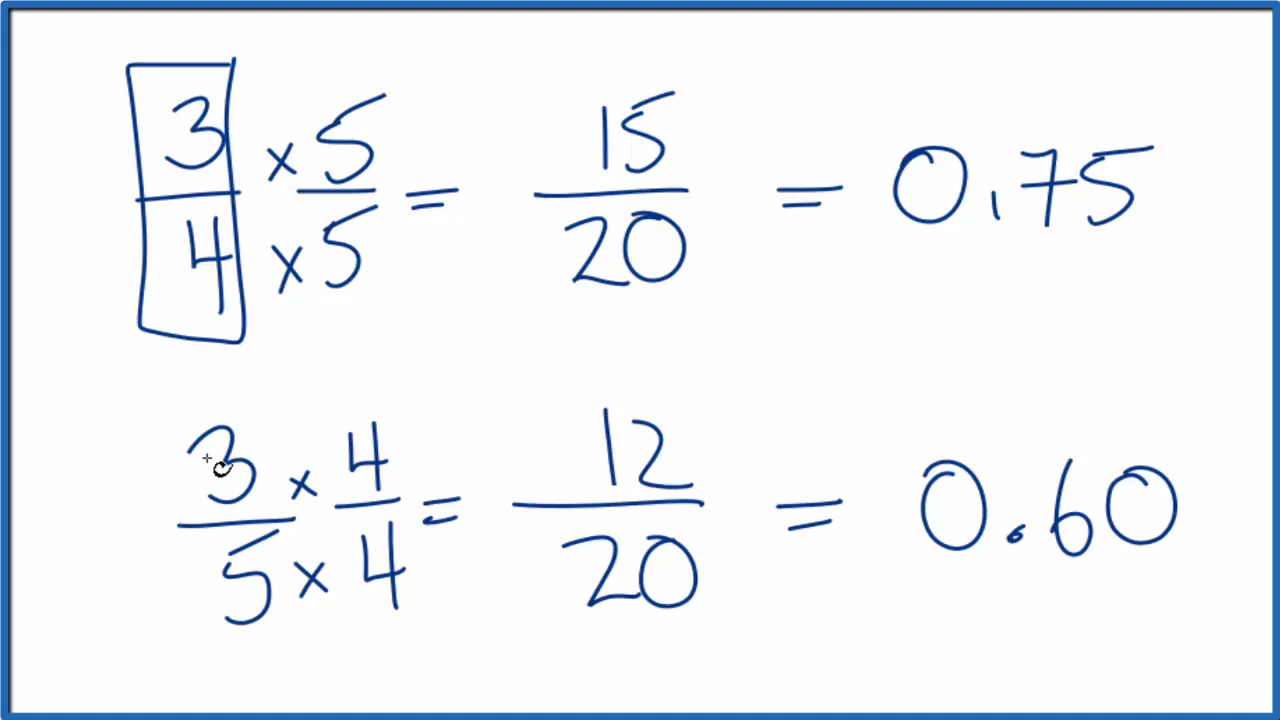 3/4 × 5/× 5 = 15/20 = 0.75
3/5 × 4/× 4 = 12/20 = 0.60